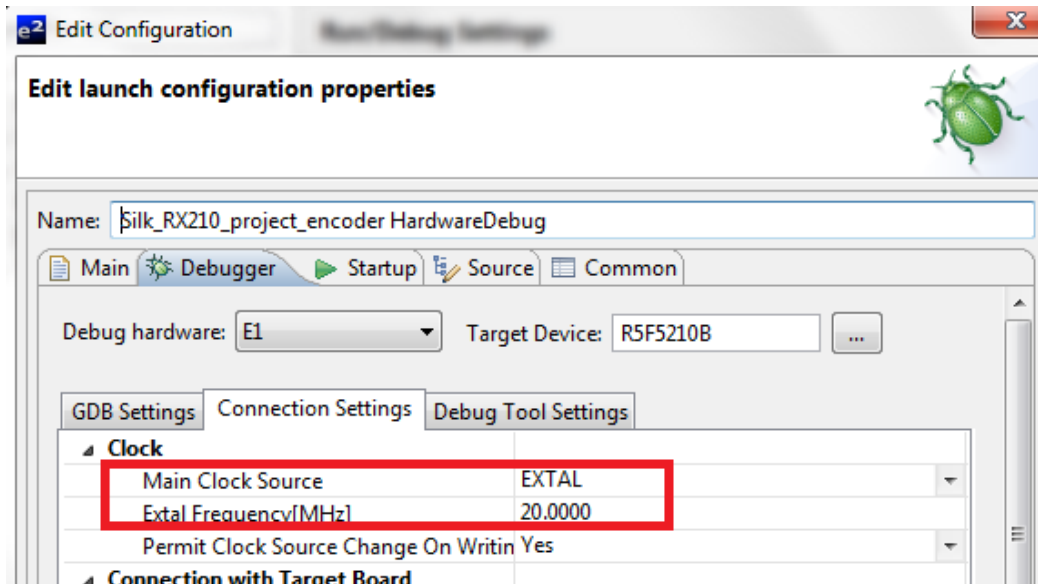 e² Edit Configuration
Edit launch configuration properties
Name: Silk_RX210_project_encoder HardwareDebug
Main Debugger Startup Source Common
Debug hardware: E1 Target Device: R5F5210B ...
GDB Settings Connection Settings Debug Tool Settings
Clock
Main Clock Source EXTAL
Extal Frequency[MHz] 20.0000
Permit Clock Source Change On Writin Yes
Connection with Target Board